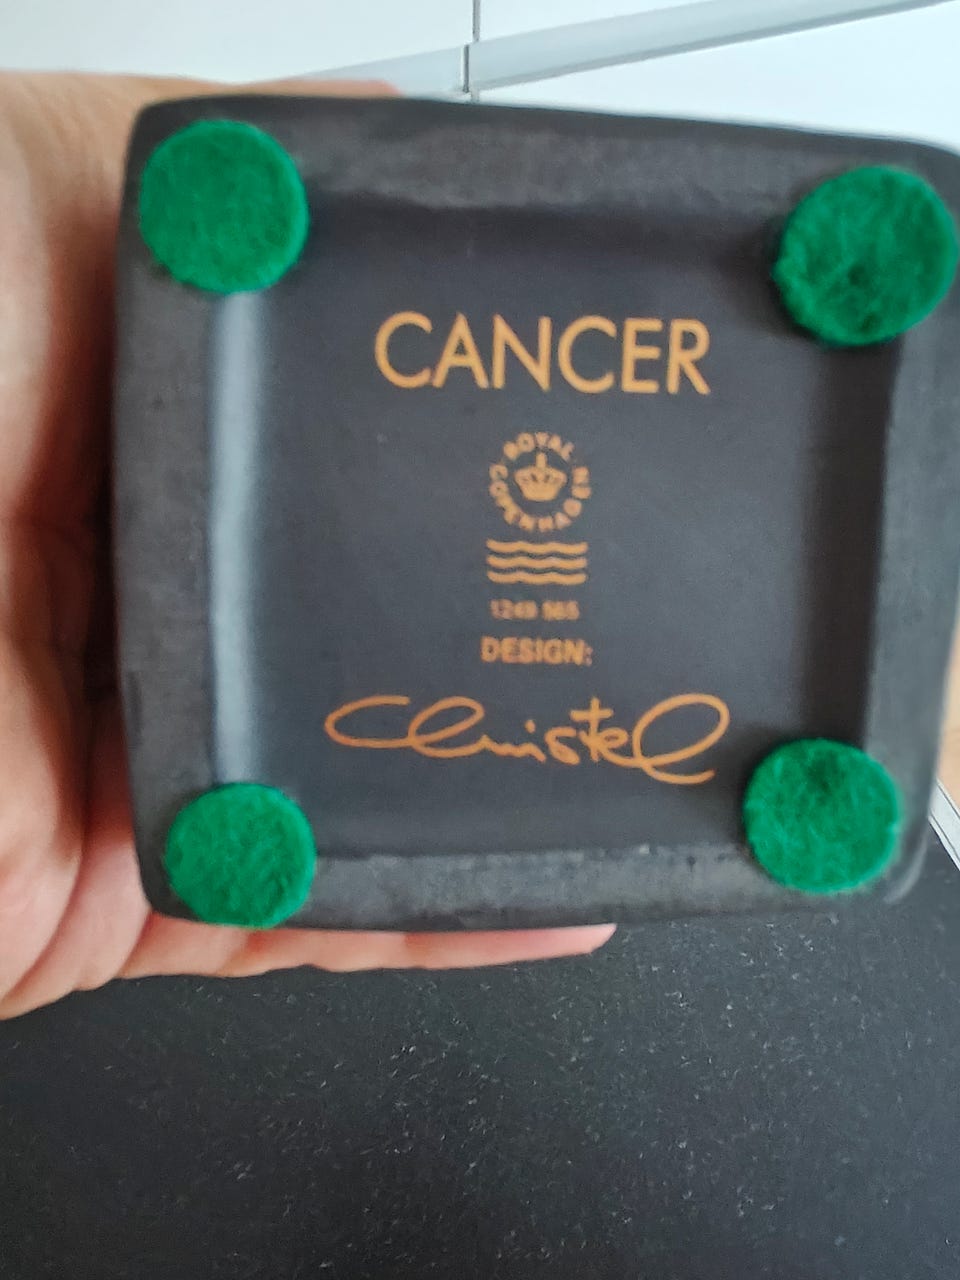 CANCER
ROYAL COPENHAGEN
1249 565
DESIGN:
Christel